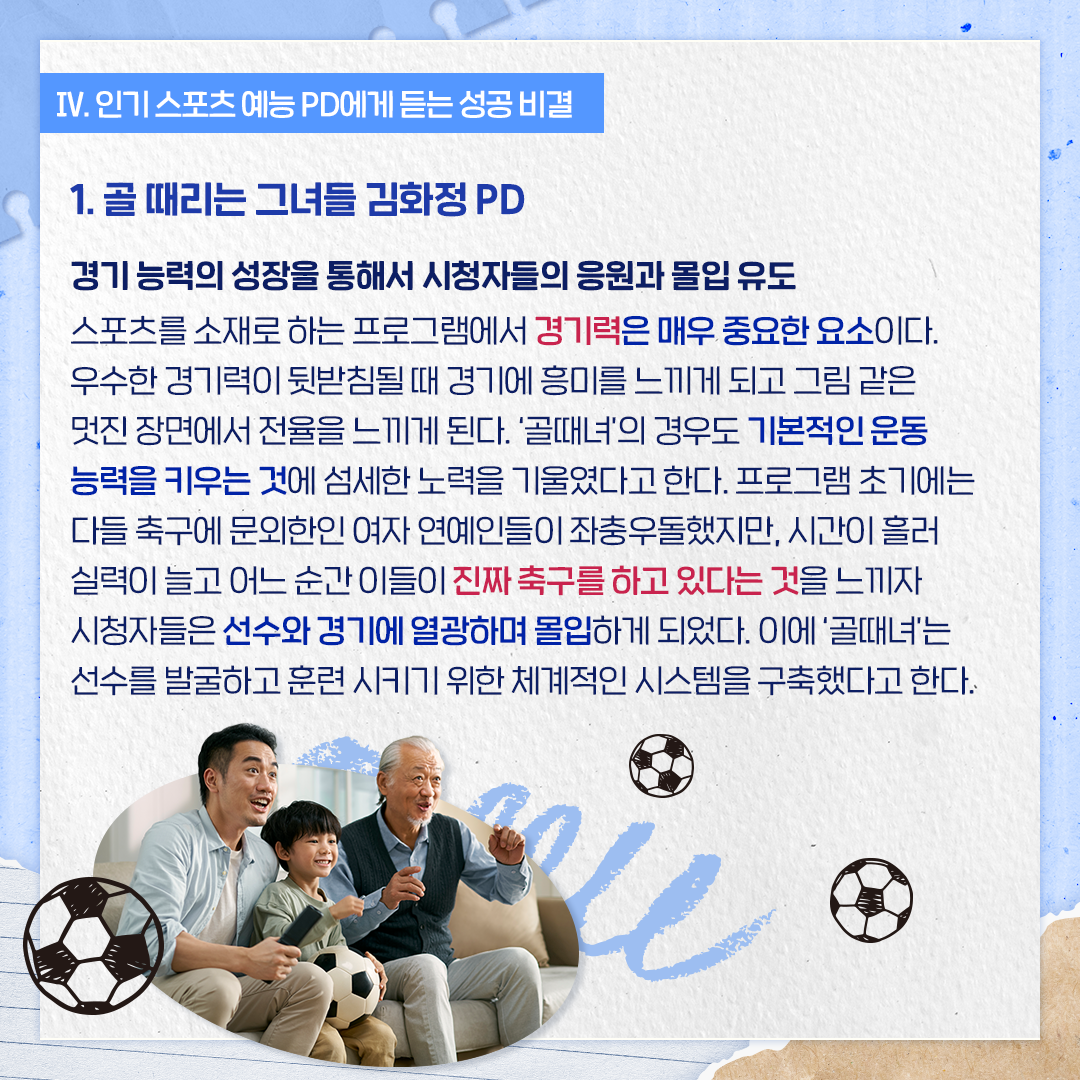 IV. 인기 스포츠 예능 PD에게 듣는 성공 비결
1. 골 때리는 그녀들 김화정 PD
경기 능력의 성장을 통해서 시청자들의 응원과 몰입 유도
스포츠를 소재로 하는 프로그램에서 경기력은 매우 중요한 요소이다.
우수한 경기력이 뒷받침될 때 경기에 흥미를 느끼게 되고 그림 같은
멋진 장면에서 전율을 느끼게 된다. ‘골때녀’의 경우도 기본적인 운동
능력을 키우는 것에 섬세한 노력을 기울였다고 한다. 프로그램 초기에는
다들 축구에 문외한인 여자 연예인들이 좌충우돌했지만, 시간이 흘러
실력이 늘고 어느 순간 이들이 진짜 축구를 하고 있다는 것을 느끼자
시청자들은 선수와 경기에 열광하며 몰입하게 되었다. 이에 ‘골때녀’는
선수를 발굴하고 훈련 시키기 위한 체계적인 시스템을 구축했다고 한다.